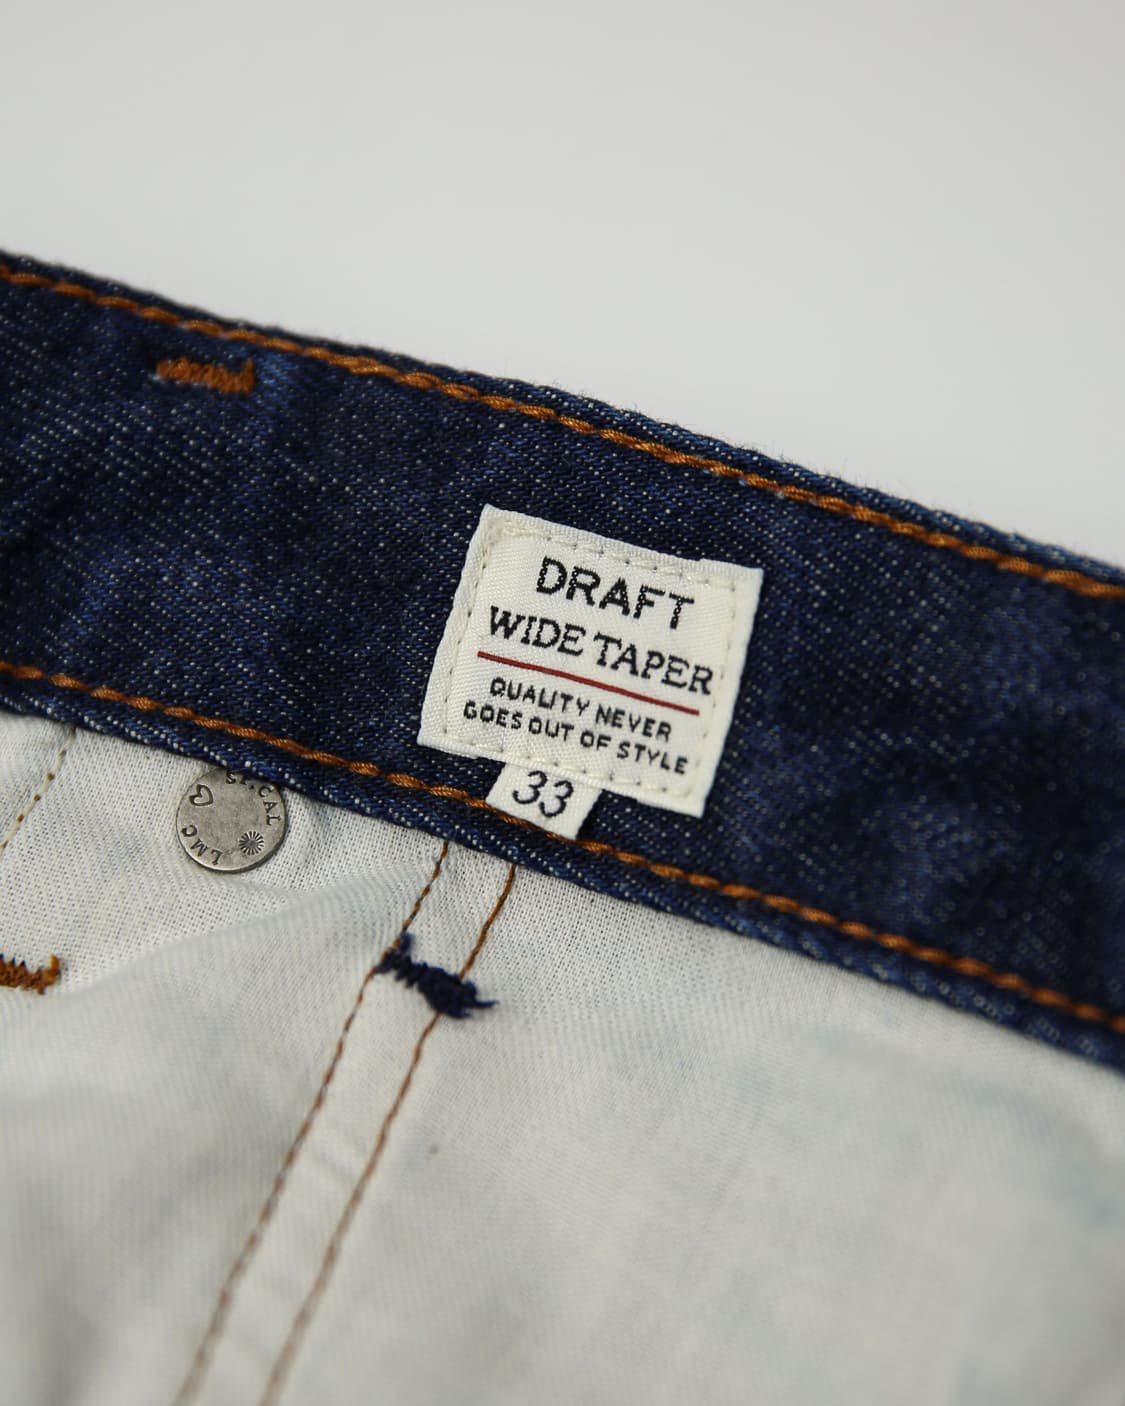 DRAFT
WIDE TAPER
QUALITY NEVER
GOES OUT OF STYLE
33
ST.CAL
LMC